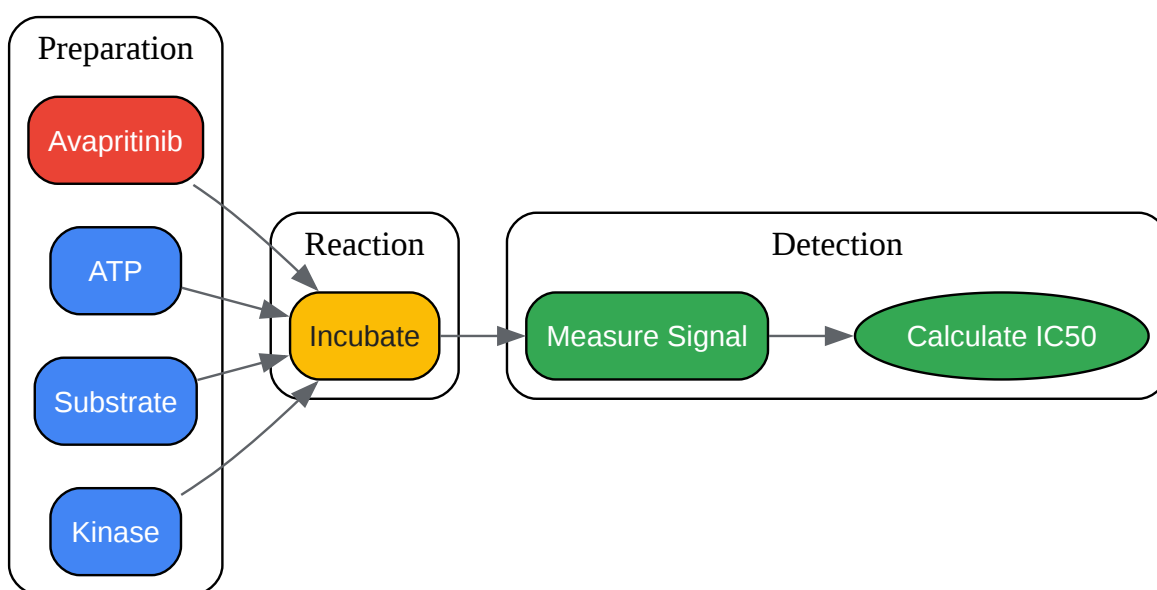 Preparation
Avapritinib
ATP
Substrate
Kinase
Reaction
Incubate
Detection
Measure Signal
Calculate IC50